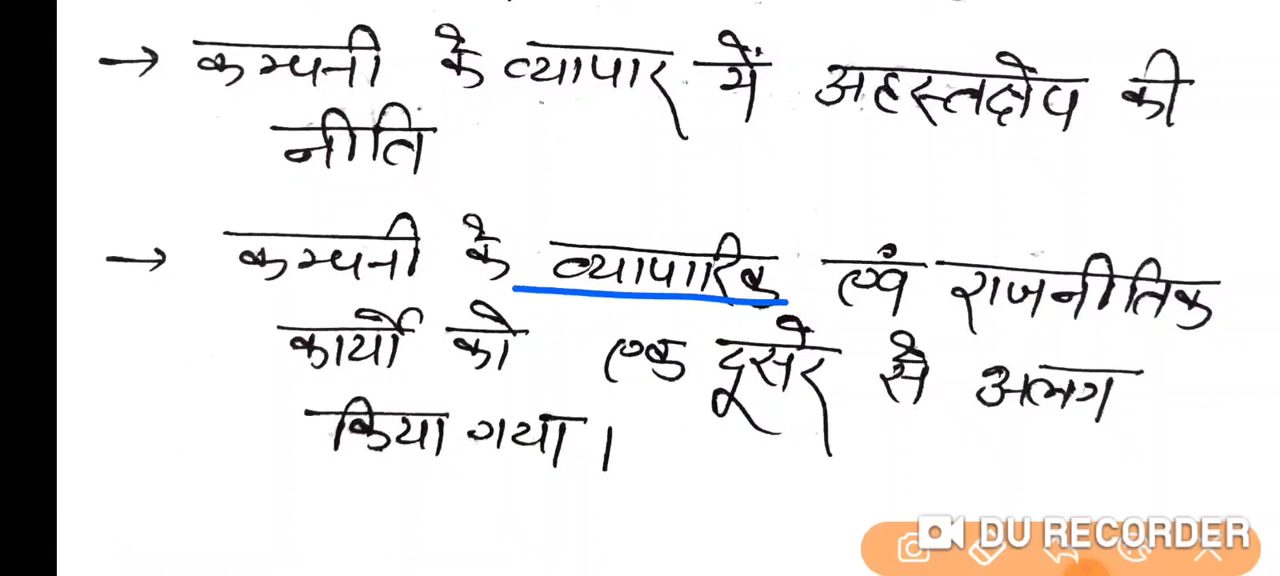 → कम्पनी के व्यापार में अहस्तक्षेप की
नीति
→ कम्पनी के व्यापारिक एवं राजनीतिक
कार्यो को एक दूसरे से अलग
किया गया ।
DU RECORDER